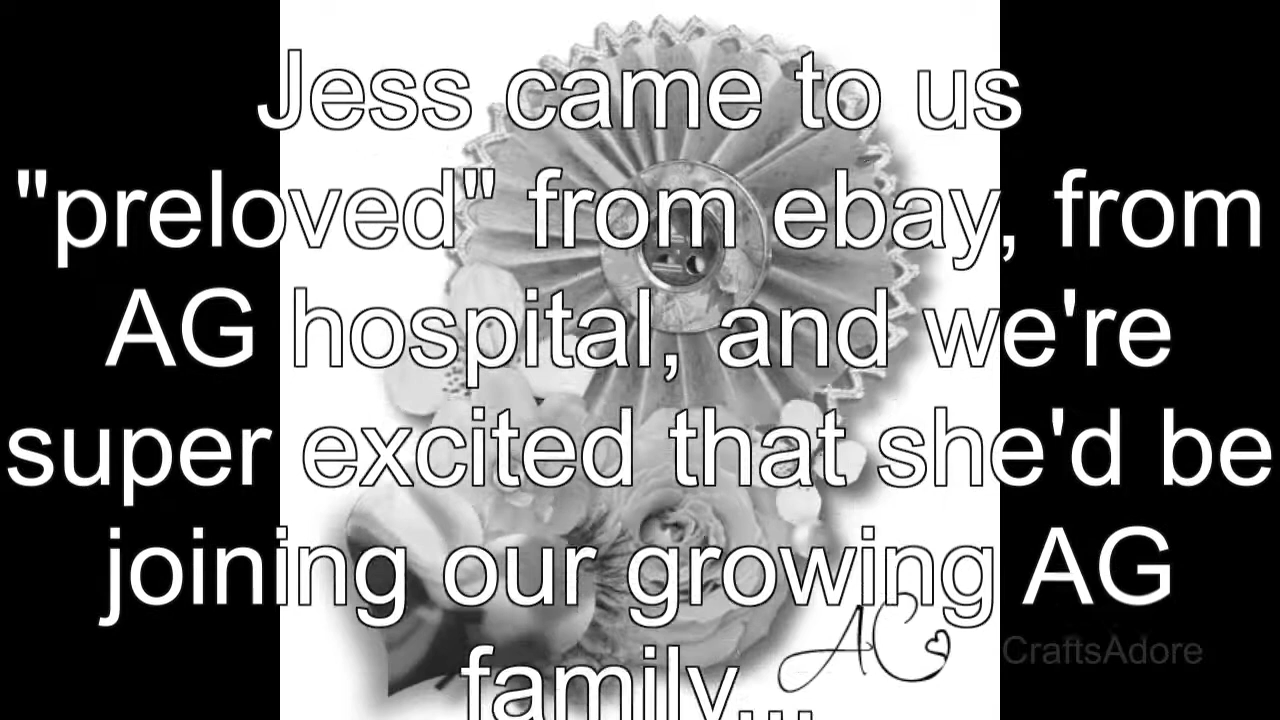 Jess came to us
"preloved" from ebay, from
AG hospital, and we're
super excited that she'd be
joining our growing AG
family...
AC
CraftsAdore